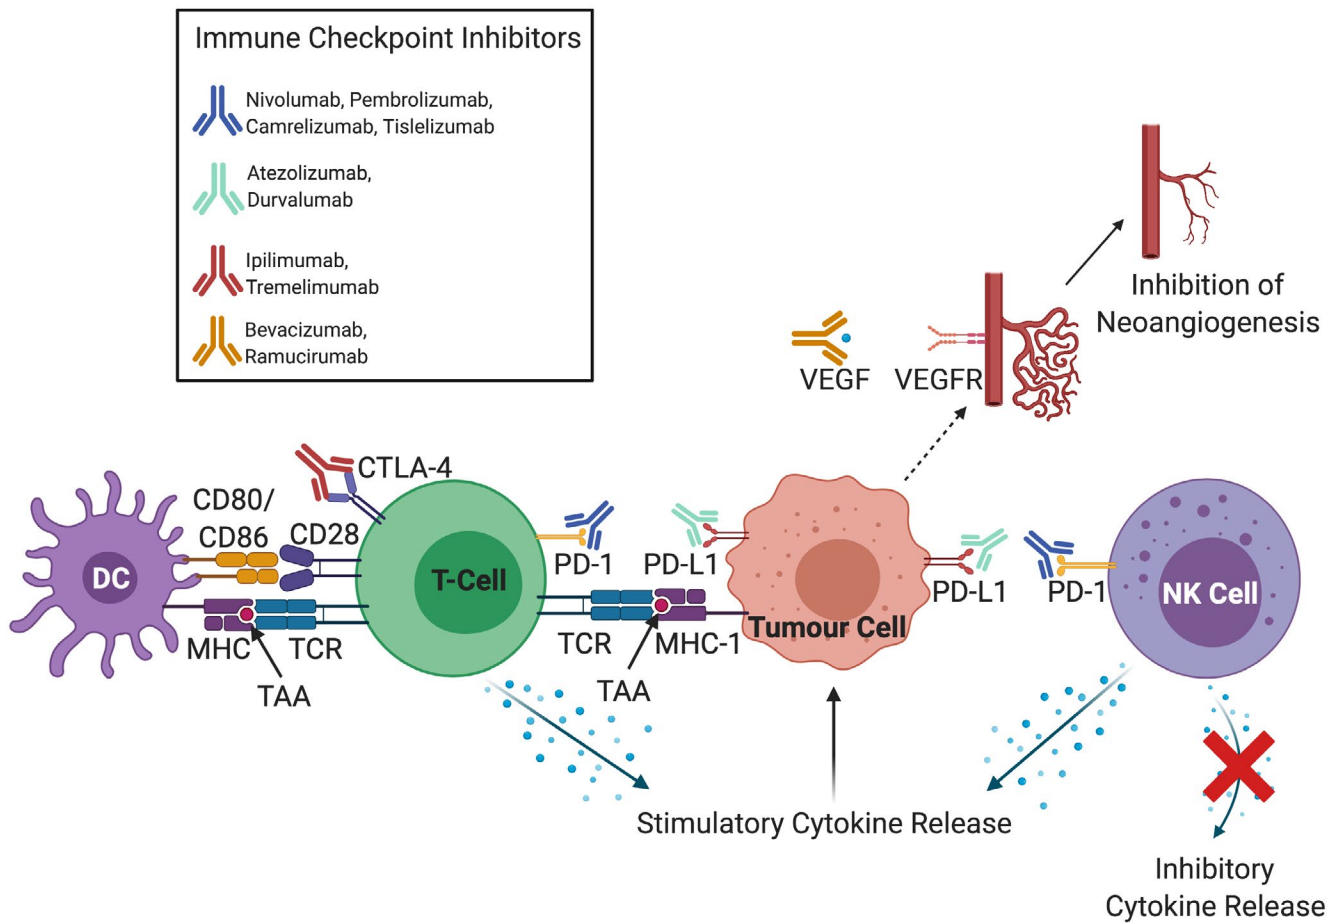 Immune Checkpoint Inhibitors
Nivolumab, Pembrolizumab,
Camrelizumab, Tislelizumab
Atezolizumab,
Durvalumab
Ipilimumab,
Tremelimumab
Bevacizumab,
Ramucirumab
Inhibition of
Neoangiogenesis
VEGF
VEGFR
CTLA-4
CD80/
CD86
CD28
DC
T-Cell
PD-1
PD-L1
PD-L1
PD-1
NK Cell
Tumour Cell
MHC
TCR
TCR
MHC-1
TAA
TAA
Stimulatory Cytokine Release
Inhibitory
Cytokine Release